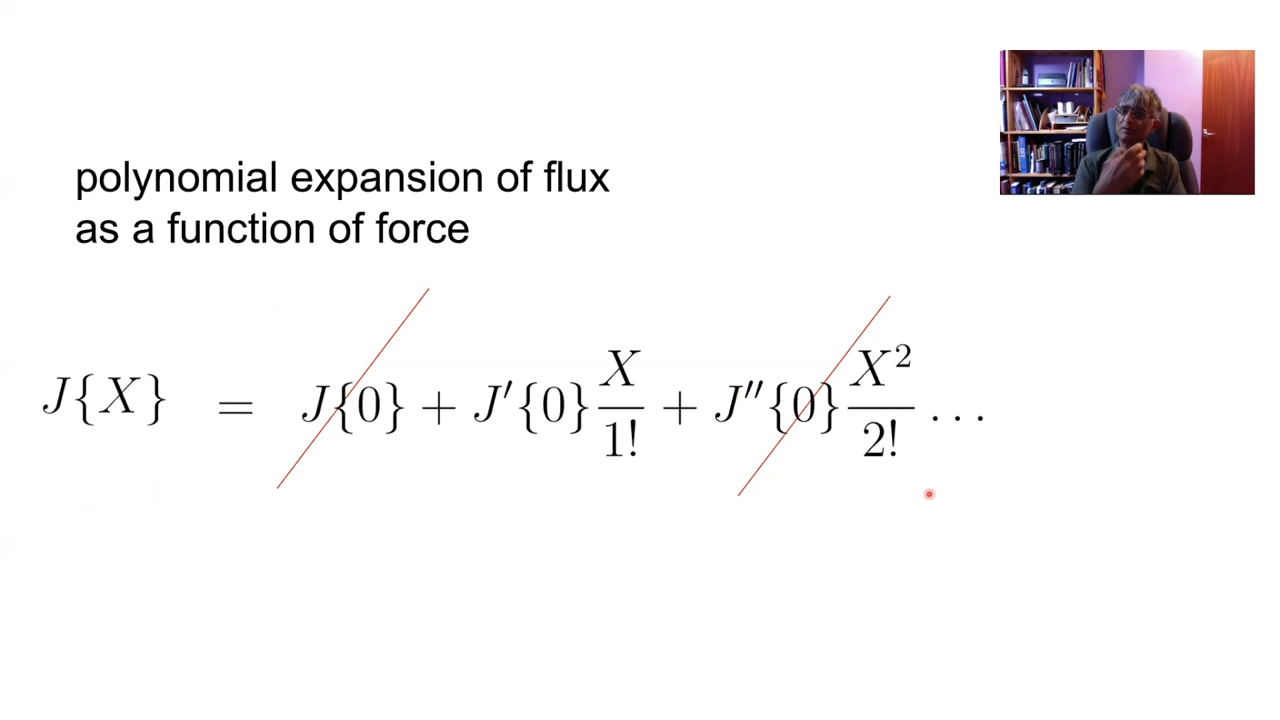 polynomial expansion of flux
as a function of force
J{X} = J{0} + J′{0} X/1! + J″{0} X²/2! ...